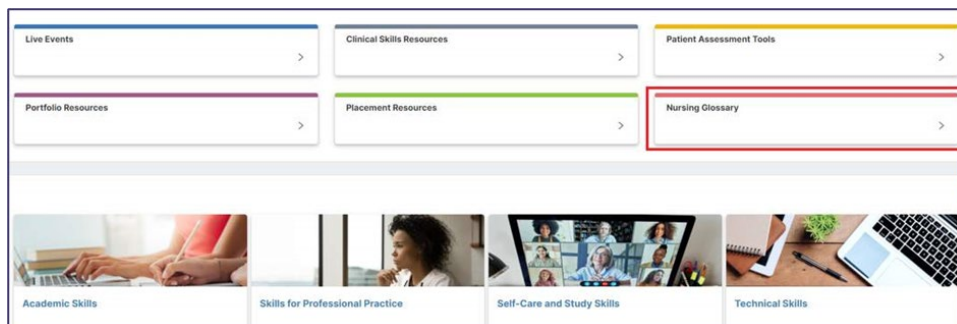 Live Events
Clinical Skills Resources
Patient Assessment Tools
Portfolio Resources
Placement Resources
Nursing Glossary
Academic Skills
Skills for Professional Practice
Self-Care and Study Skills
Technical Skills